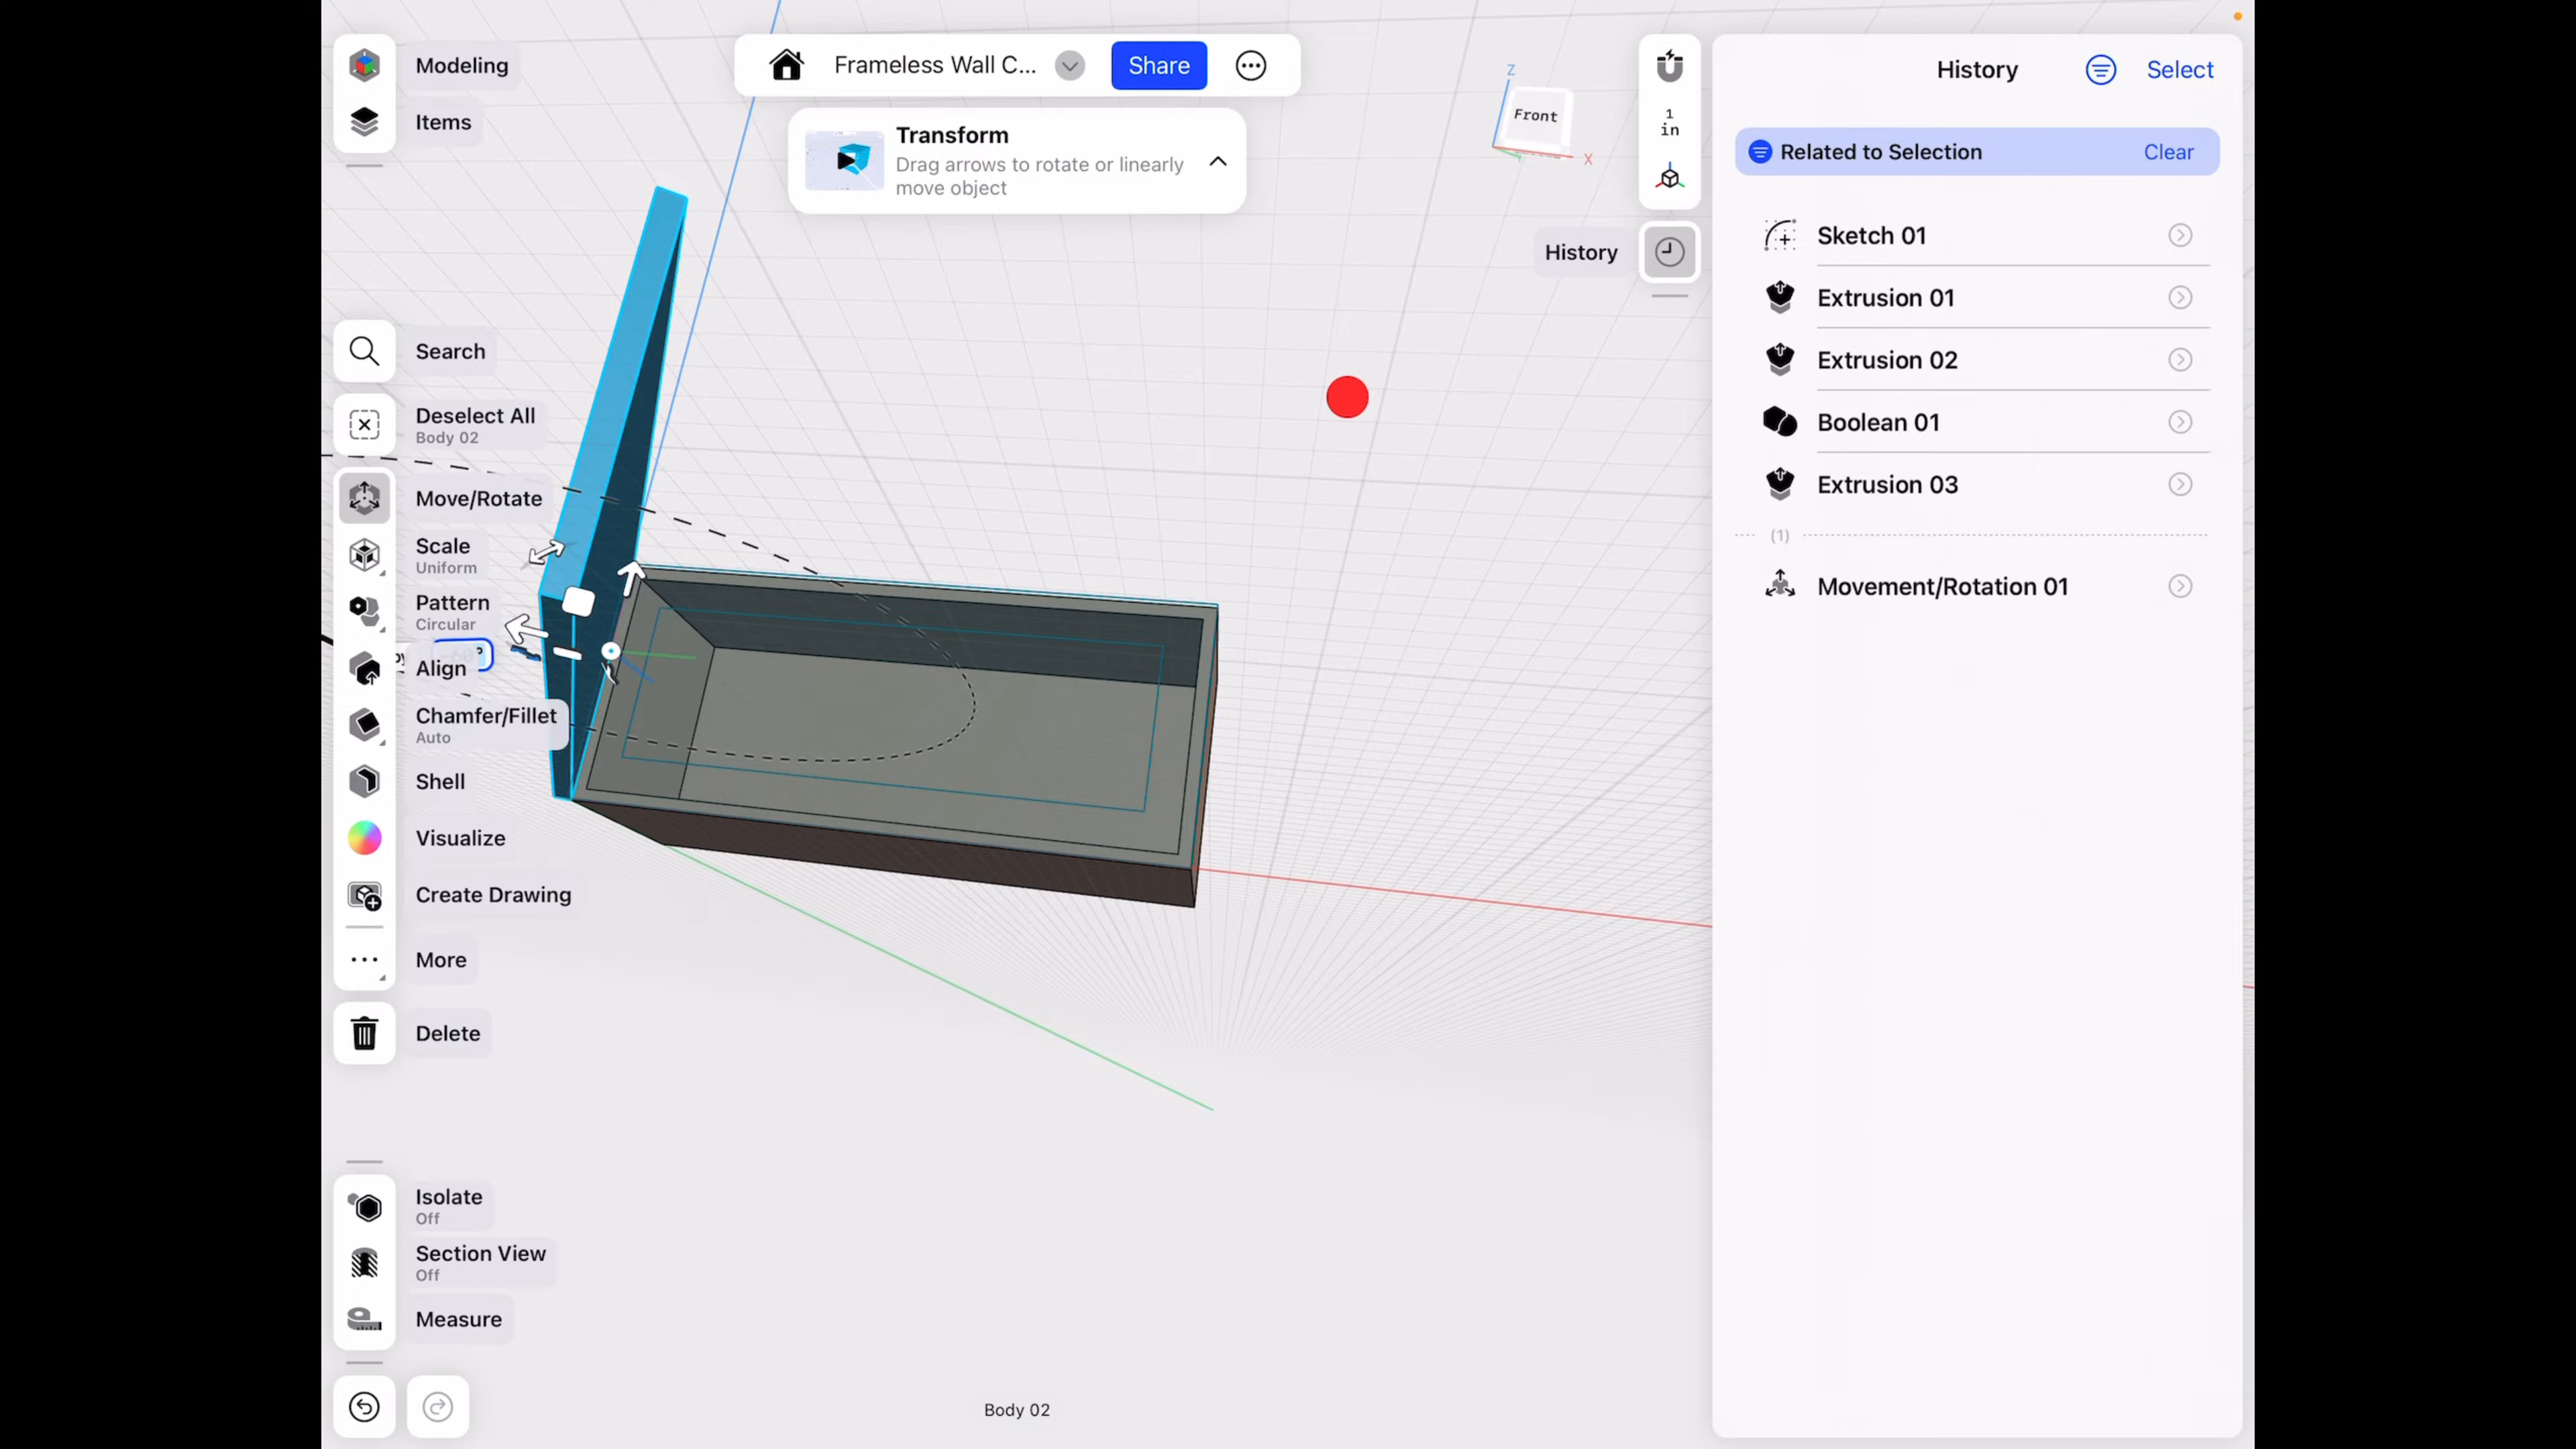 Modeling
Items
Frameless Wall C...
Share
Transform
Drag arrows to rotate or linearly
move object
Z
Front
X
1
in
History
History
Select
Related to Selection
Clear
Sketch 01
Extrusion 01
Extrusion 02
Boolean 01
Extrusion 03
(1)
Movement/Rotation 01
Search
Deselect All
Body 02
Move/Rotate
Scale
Uniform
Pattern
Circular
Align
Chamfer/Fillet
Auto
Shell
Visualize
Create Drawing
More
Delete
Isolate
Off
Section View
Off
Measure
Body 02